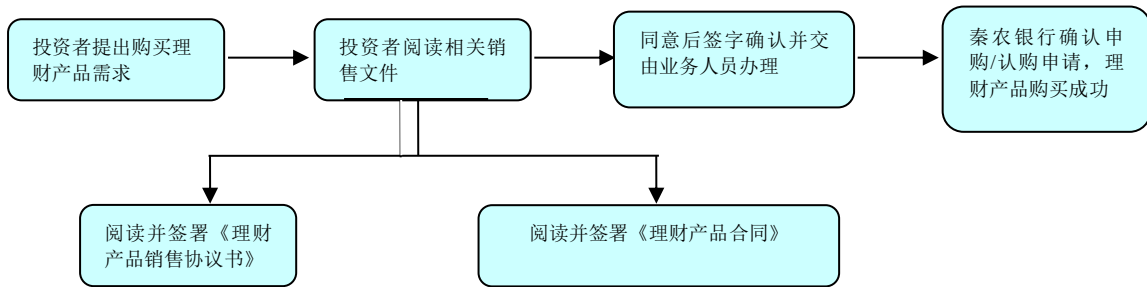 投资者提出购买理
财产品需求
投资者阅读相关销
售文件
同意后签字确认并交
由业务人员办理
秦农银行确认申
购/认购申请，理
财产品购买成功
阅读并签署《理财
产品销售协议书》
阅读并签署《理财产品合同》